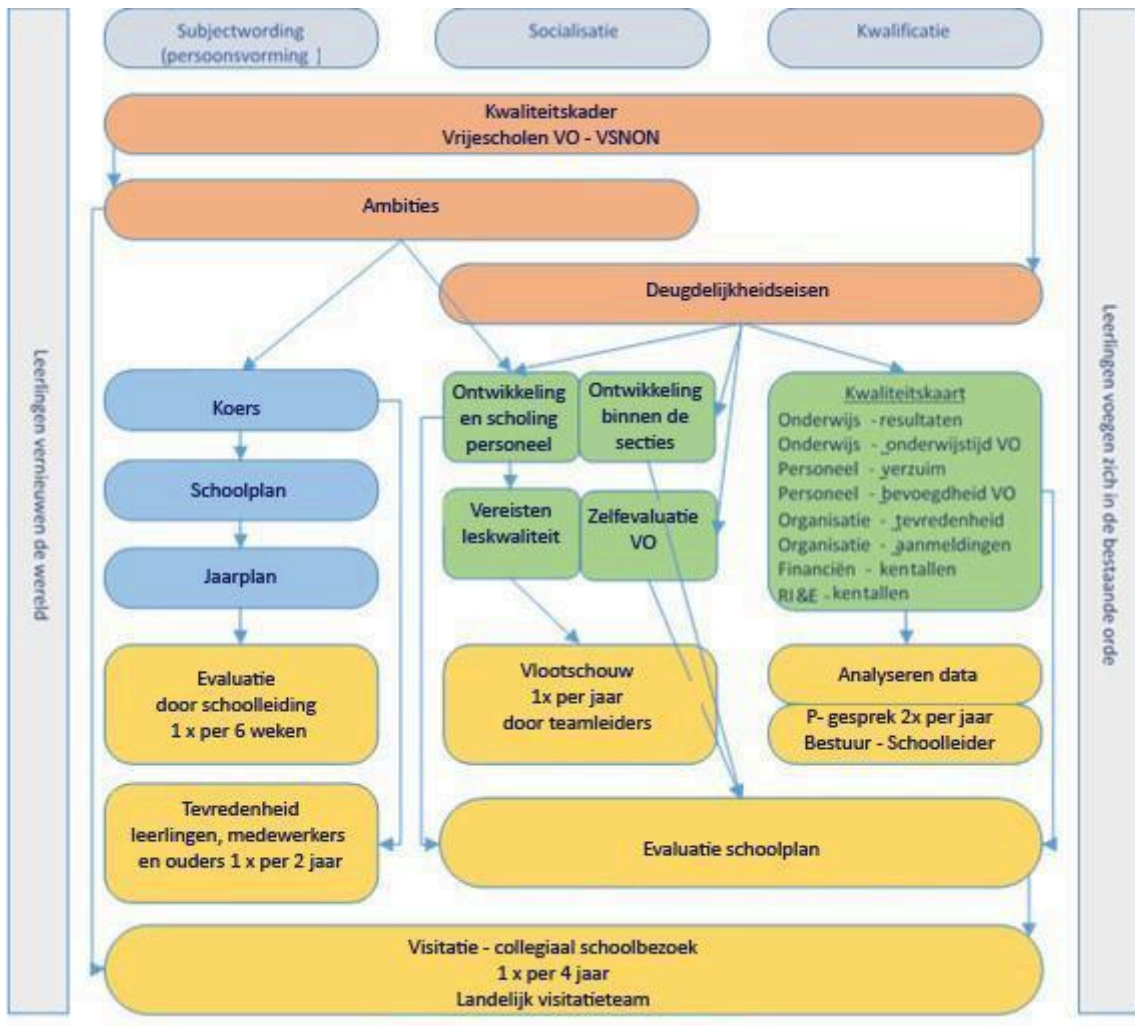 Subjectwording
(persoonsvorming ]
Socialisatie
Kwalificatie
Kwaliteitskader
Vrijescholen VO - VSNON
Ambities
Deugdelijkheidseisen
Leerlingen vernieuwen de wereld
Leerlingen voegen zich in de bestaande orde
Koers
Schoolplan
Jaarplan
Ontwikkeling
en scholing
personeel
Ontwikkeling
binnen de
secties
Vereisten
leskwaliteit
Zelfevaluatie
VO
Kwaliteitskaart
Onderwijs - resultaten
Onderwijs - onderwijstijd VO
Personeel - verzuim
Personeel - bevoegdheid VO
Organisatie - tevredenheid
Organisatie - aanmeldingen
Financiën - kentallen
RI&E - kentallen
Evaluatie
door schoolleiding
1 x per 6 weken
Vlootschouw
1x per jaar
door teamleiders
Analyseren data
P- gesprek 2x per jaar
Bestuur - Schoolleider
Tevredenheid
leerlingen, medewerkers
en ouders 1 x per 2 jaar
Evaluatie schoolplan
Visitatie - collegiaal schoolbezoek
1 x per 4 jaar
Landelijk visitatieteam